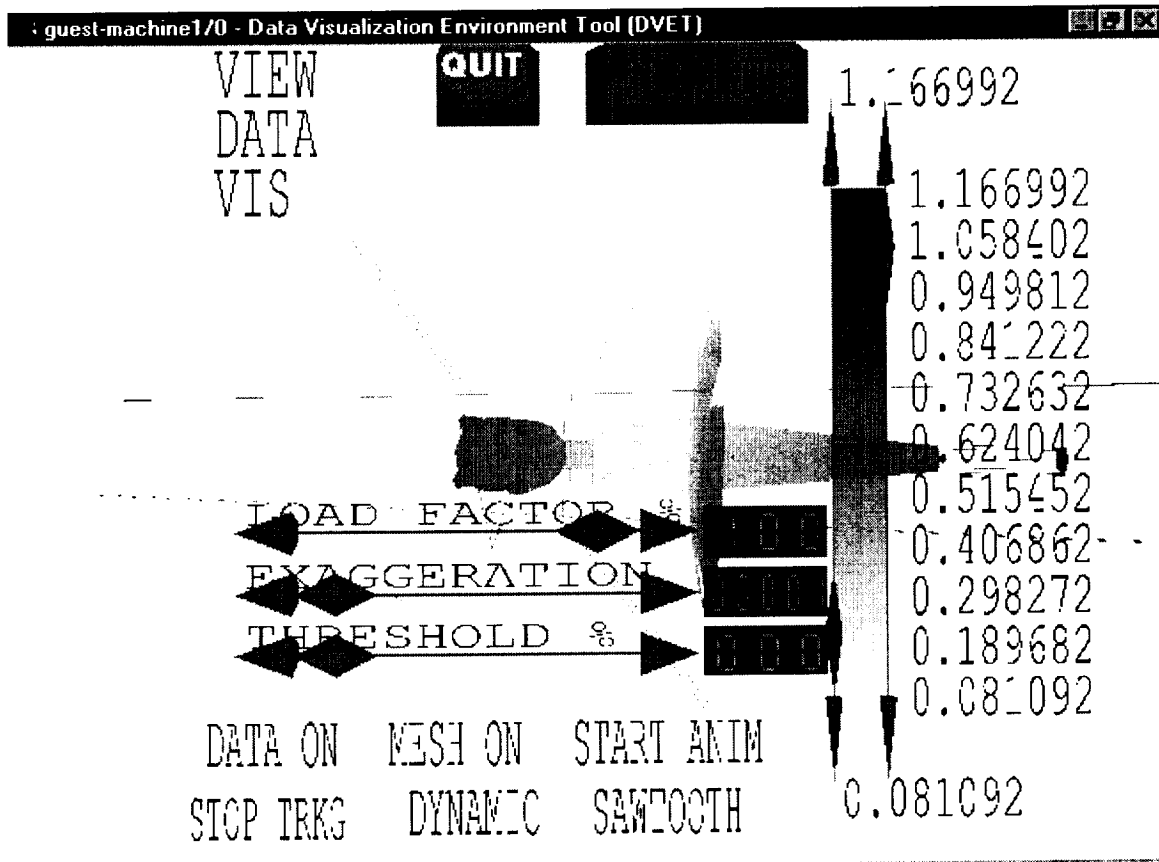 guest-machine1/0 - Data Visualization Environment Tool (DVET)
VIEW
QUIT
DATA
VIS
1.166992
1.166992
1.058402
0.949812
0.841222
0.732632
0.624042
0.515452
0.406862
0.298272
0.189682
0.081092
0.081092
LOAD FACTOR %
EXAGGERATION
THRESHOLD %
DATA ON MESH ON START ANIM
STOP TRKG DYNAMIC SAWTOOTH